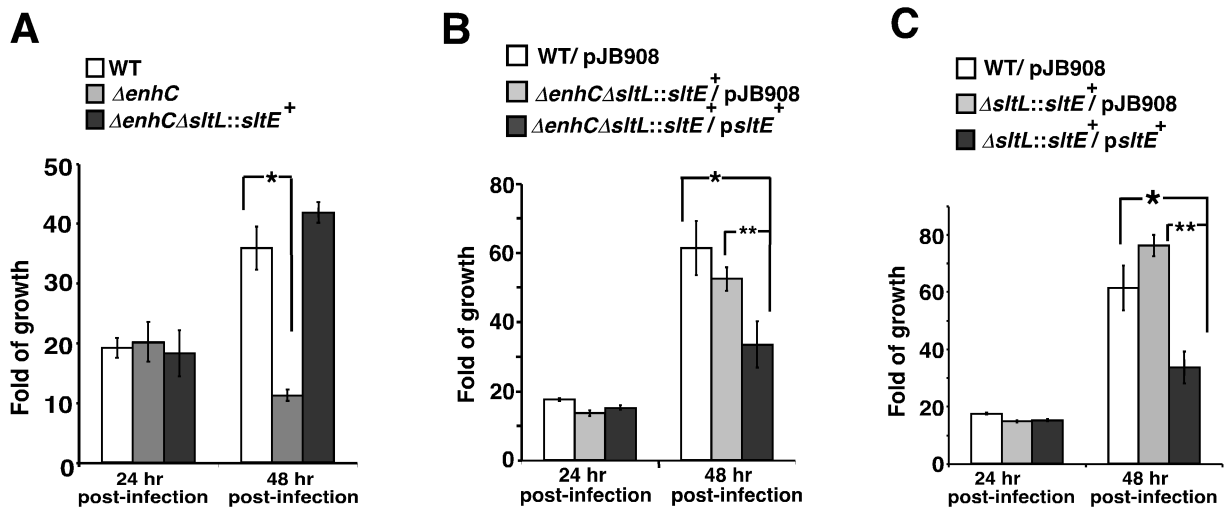 A
WT
ΔenhC
ΔenhCΔsltL::sltE+
Fold of growth
50
40
30
20
10
0
*
24 hr
post-infection
48 hr
post-infection
B
WT/ pJB908
ΔenhCΔsltL::sltE+/ pJB908
ΔenhCΔsltL::sltE+/ psltE+
Fold of growth
80
60
40
20
0
*
**
24 hr
post-infection
48 hr
post-infection
C
WT/ pJB908
ΔsltL::sltE+/ pJB908
ΔsltL::sltE+/ psltE+
Fold of growth
80
60
40
20
0
*
**
24 hr
post-infection
48 hr
post-infection